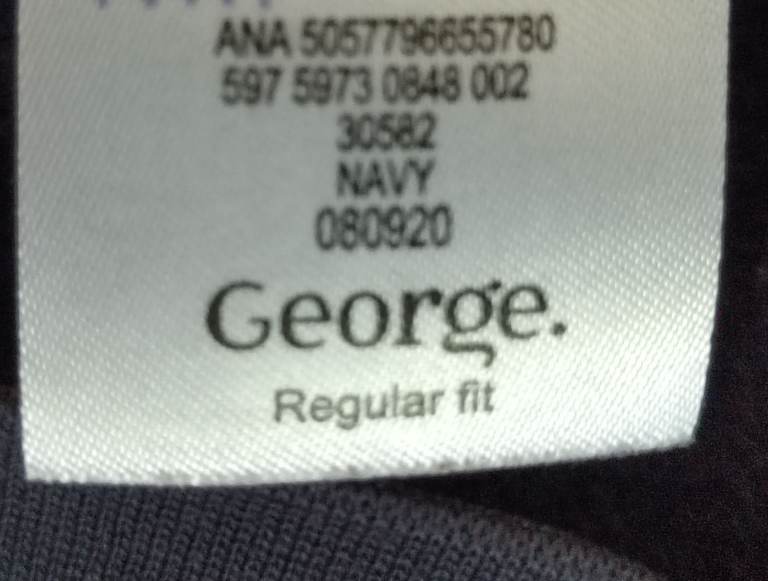 ANA 5057796655780
597 5973 0848 002
30582
NAVY
080920
George.
Regular fit